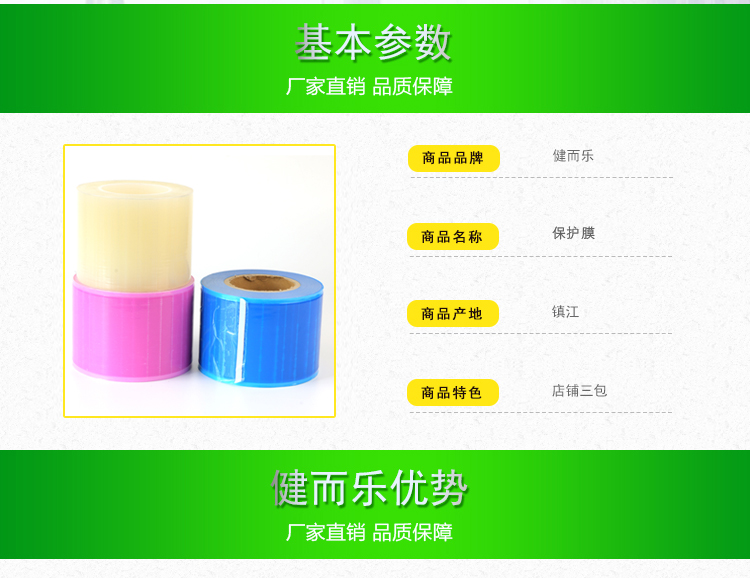 基本参数
厂家直销 品质保障
商品品牌 健而乐
商品名称 保护膜
商品产地 镇江
商品特色 店铺三包
健而乐优势
厂家直销 品质保障